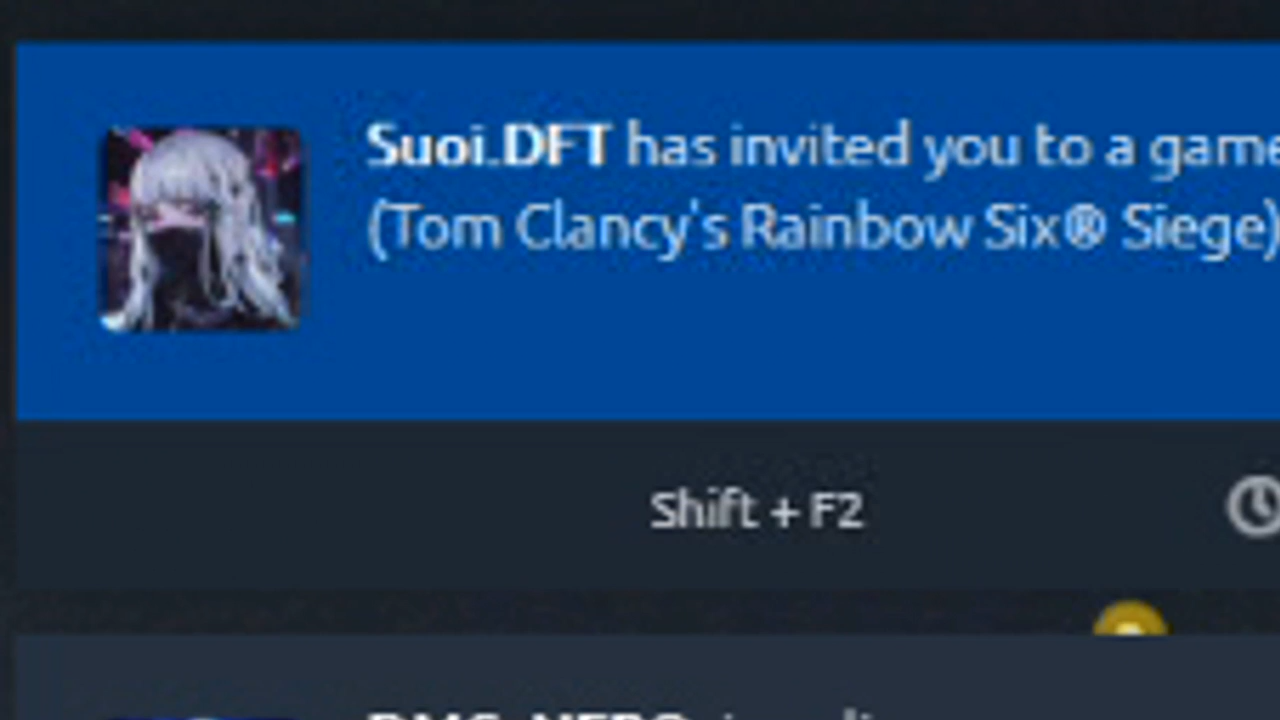 Suoi.DFT has invited you to a game
(Tom Clancy's Rainbow Six® Siege)
Shift + F2